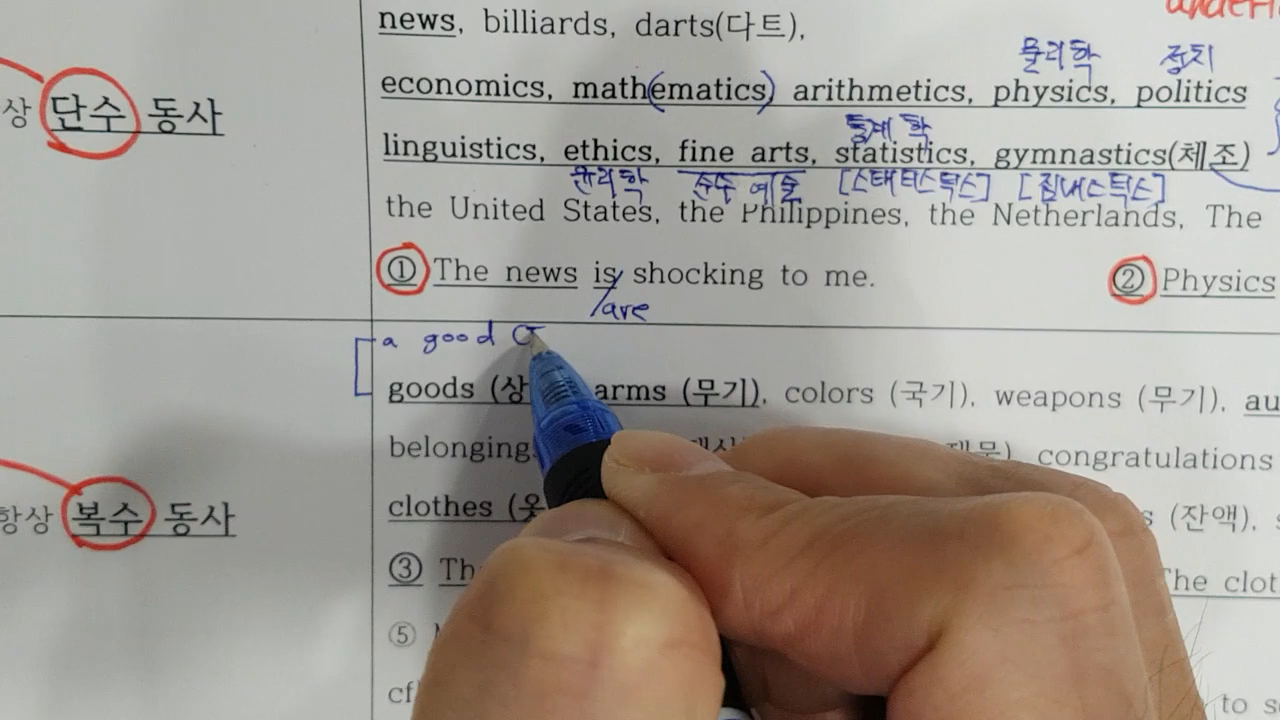 news, billiards, darts(다트),
물리학 정치
상 단수 동사
economics, math(ematics) arithmetics, physics, politics
통계 학
linguistics, ethics, fine arts, statistics, gymnastics(체조)
윤리학 순수 예술 [스태티스틱스] [짐내스틱스]
the United States, the Philippines, the Netherlands, The
① The news is shocking to me. ② Physics
/are
a good
goods (상 arms (무기), colors (국기), weapons (무기), au
belonging congratulations
항상 복수 동사
clothes (옷 (잔액),
③ Th The clot
⑤
cf to s